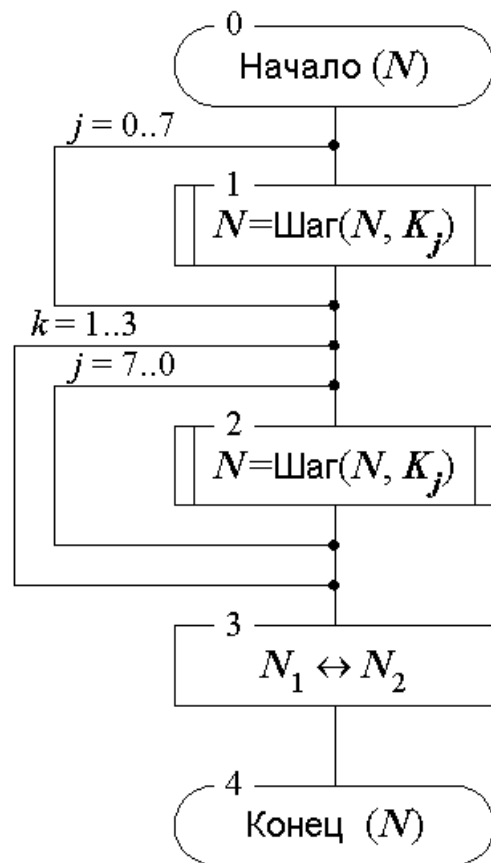 0
Начало (N)
j = 0..7
1
N=Шаг(N, Kj)
k = 1..3
j = 7..0
2
N=Шаг(N, Kj)
3
N1 ↔ N2
4
Конец (N)